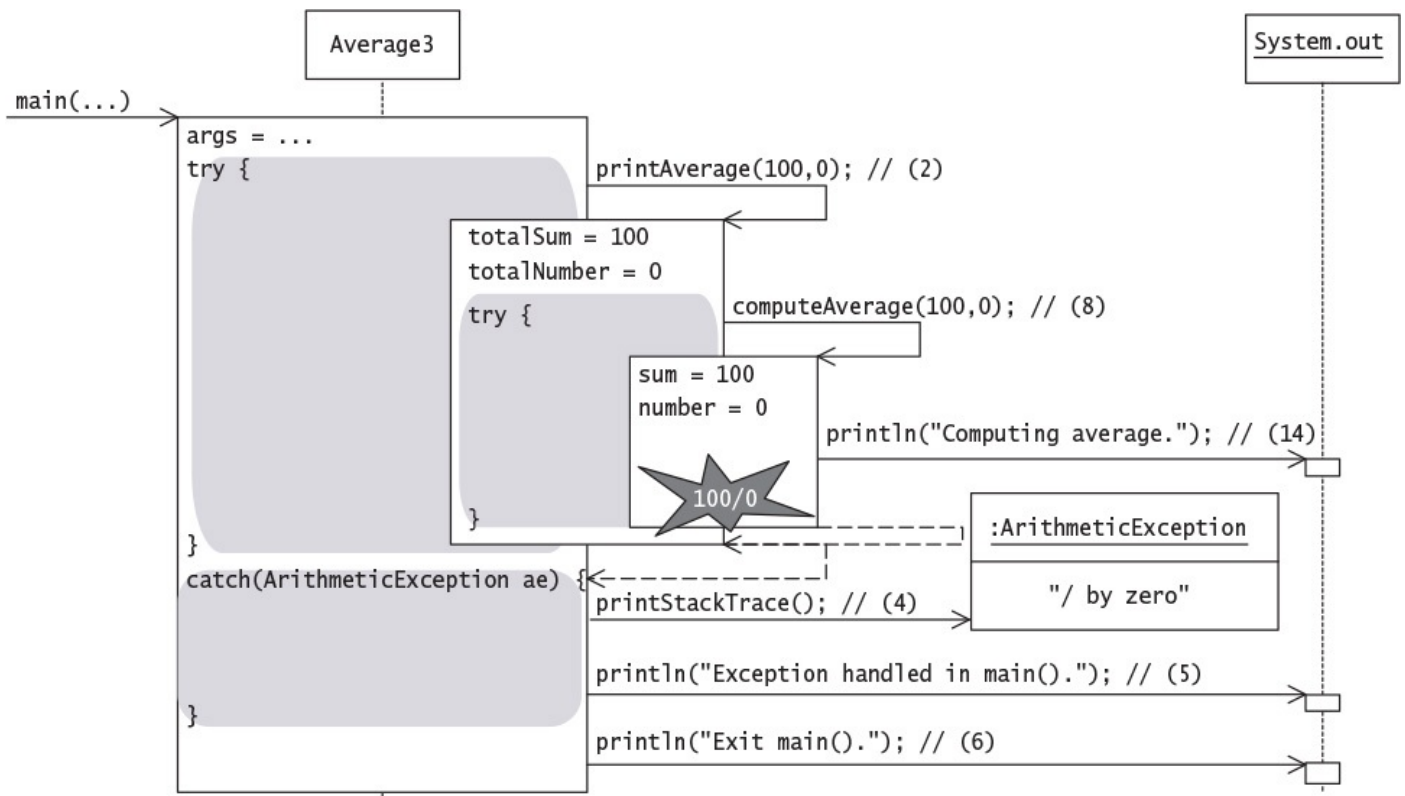 Average3
System.out
main(...)
args = ...
try {
printAverage(100,0); // (2)
totalSum = 100
totalNumber = 0
try {
computeAverage(100,0); // (8)
sum = 100
number = 0
println("Computing average."); // (14)
100/0
}
:ArithmeticException
"/ by zero"
}
catch(ArithmeticException ae) {
printStackTrace(); // (4)
println("Exception handled in main()."); // (5)
}
println("Exit main()."); // (6)